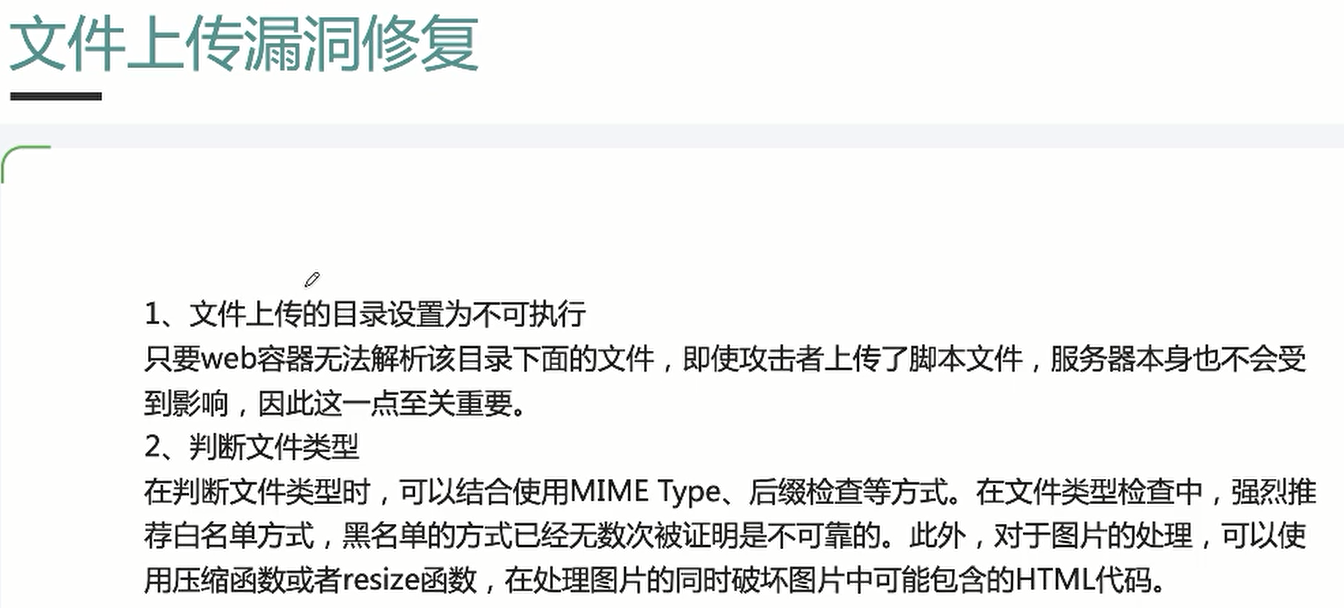 文件上传漏洞修复
1、文件上传的目录设置为不可执行
只要web容器无法解析该目录下面的文件，即使攻击者上传了脚本文件，服务器本身也不会受
到影响，因此这一点至关重要。
2、判断文件类型
在判断文件类型时，可以结合使用MIME Type、后缀检查等方式。在文件类型检查中，强烈推
荐白名单方式，黑名单的方式已经无数次被证明是不可靠的。此外，对于图片的处理，可以使
用压缩函数或者resize函数，在处理图片的同时破坏图片中可能包含的HTML代码。